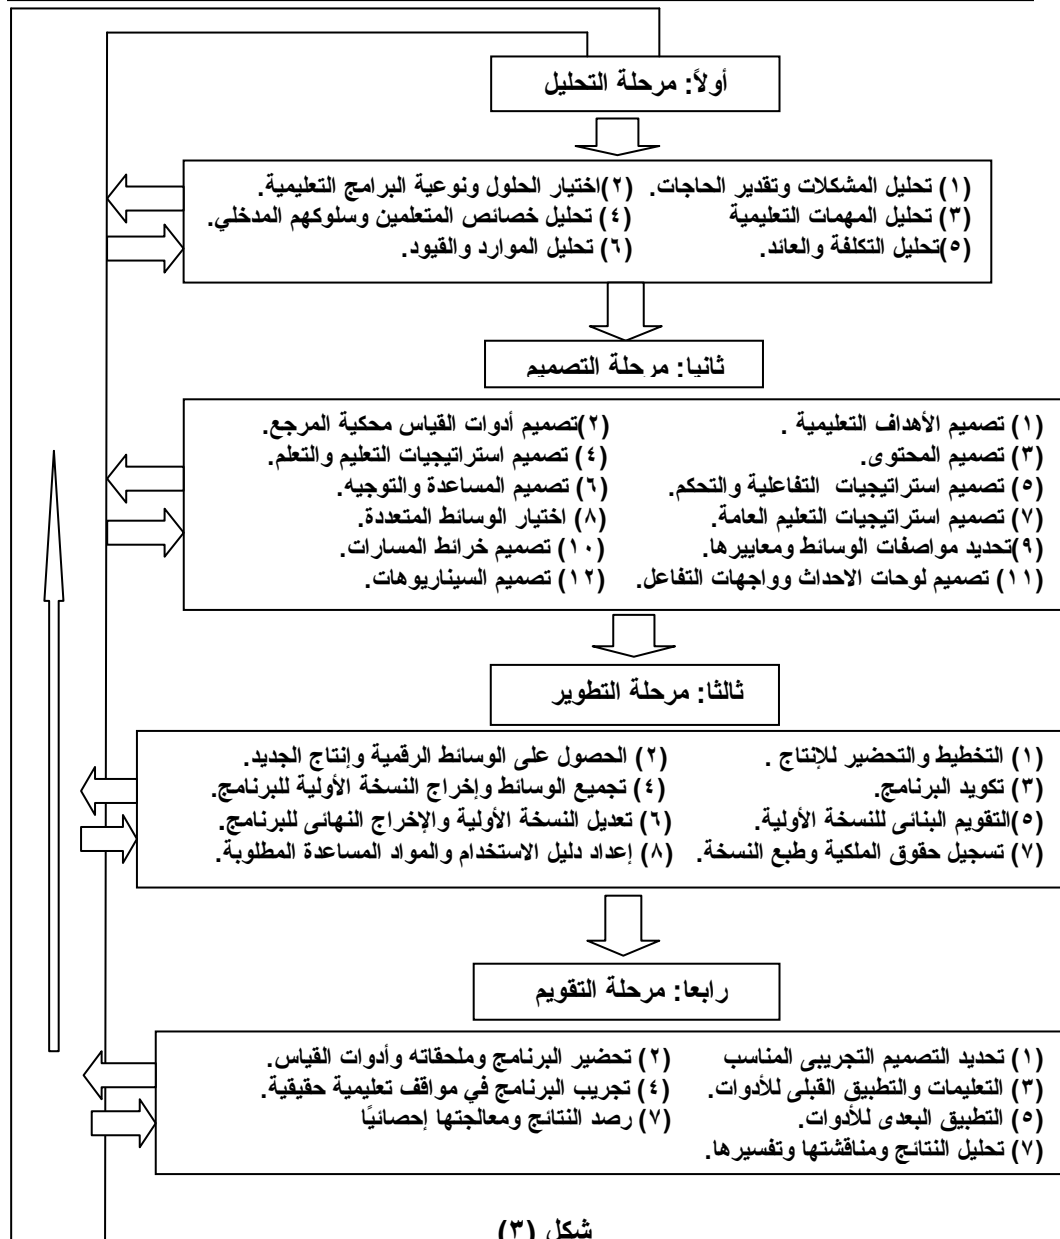 أولاً: مرحلة التحليل
(١) تحليل المشكلات وتقدير الحاجات. (٢)اختيار الحلول ونوعية البرامج التعليمية.
(٣) تحليل المهمات التعليمية (٤) تحليل خصائص المتعلمين وسلوكهم المدخلي.
(٥)تحليل التكلفة والعائد. (٦) تحليل الموارد والقيود.
ثانيا: مرحلة التصميم
(١) تصميم الأهداف التعليمية . (٢)تصميم أدوات القياس محكية المرجع.
(٣) تصميم المحتوى. (٤) تصميم استراتيجيات التعليم والتعلم.
(٥) تصميم استراتيجيات التفاعلية والتحكم. (٦) تصميم المساعدة والتوجيه.
(٧) تصميم استراتيجيات التعليم العامة. (٨) اختيار الوسائط المتعددة.
(٩)تحديد مواصفات الوسائط ومعاييرها. (١٠) تصميم خرائط المسارات.
(١١) تصميم لوحات الاحداث وواجهات التفاعل. (١٢) تصميم السيناريوهات.
ثالثا: مرحلة التطوير
(١) التخطيط والتحضير للإنتاج . (٢) الحصول على الوسائط الرقمية وإنتاج الجديد.
(٣) تكويد البرنامج. (٤) تجميع الوسائط وإخراج النسخة الأولية للبرنامج.
(٥)التقويم البنائى للنسخة الأولية. (٦) تعديل النسخة الأولية والإخراج النهائى للبرنامج.
(٧) تسجيل حقوق الملكية وطبع النسخة. (٨) إعداد دليل الاستخدام والمواد المساعدة المطلوبة.
رابعا: مرحلة التقويم
(١) تحديد التصميم التجريبى المناسب (٢) تحضير البرنامج وملحقاته وأدوات القياس.
(٣) التعليمات والتطبيق القبلى للأدوات. (٤) تجريب البرنامج في مواقف تعليمية حقيقية.
(٥) التطبيق البعدى للأدوات. (٧) رصد النتائج ومعالجتها إحصائيًا
(٧) تحليل النتائج ومناقشتها وتفسيرها.
شكل (٣)